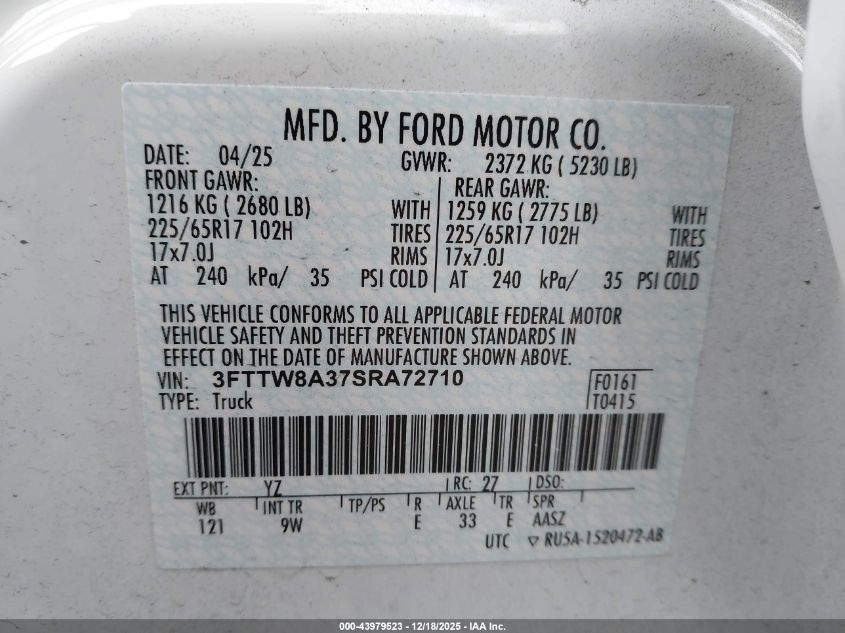 MFD. BY FORD MOTOR CO.
DATE: 04/25 GVWR: 2372 KG ( 5230 LB)
FRONT GAWR: REAR GAWR:
1216 KG ( 2680 LB) WITH 1259 KG ( 2775 LB) WITH
225/65R17 102H TIRES 225/65R17 102H TIRES
17x7.0J RIMS 17x7.0J RIMS
AT 240 kPa/ 35 PSI COLD AT 240 kPa/ 35 PSI COLD
THIS VEHICLE CONFORMS TO ALL APPLICABLE FEDERAL MOTOR
VEHICLE SAFETY AND THEFT PREVENTION STANDARDS IN
EFFECT ON THE DATE OF MANUFACTURE SHOWN ABOVE.
VIN: 3FTTW8A37SRA72710 F0161
TYPE: Truck T0415
EXT PNT: YZ RC: 27 DSO:
WB INT TR TP/PS R AXLE TR SPR
121 9W E 33 E AASZ
UTC ▽ RU5A-1520472-AB
000-43979523 - 12/18/2025 - IAA Inc.